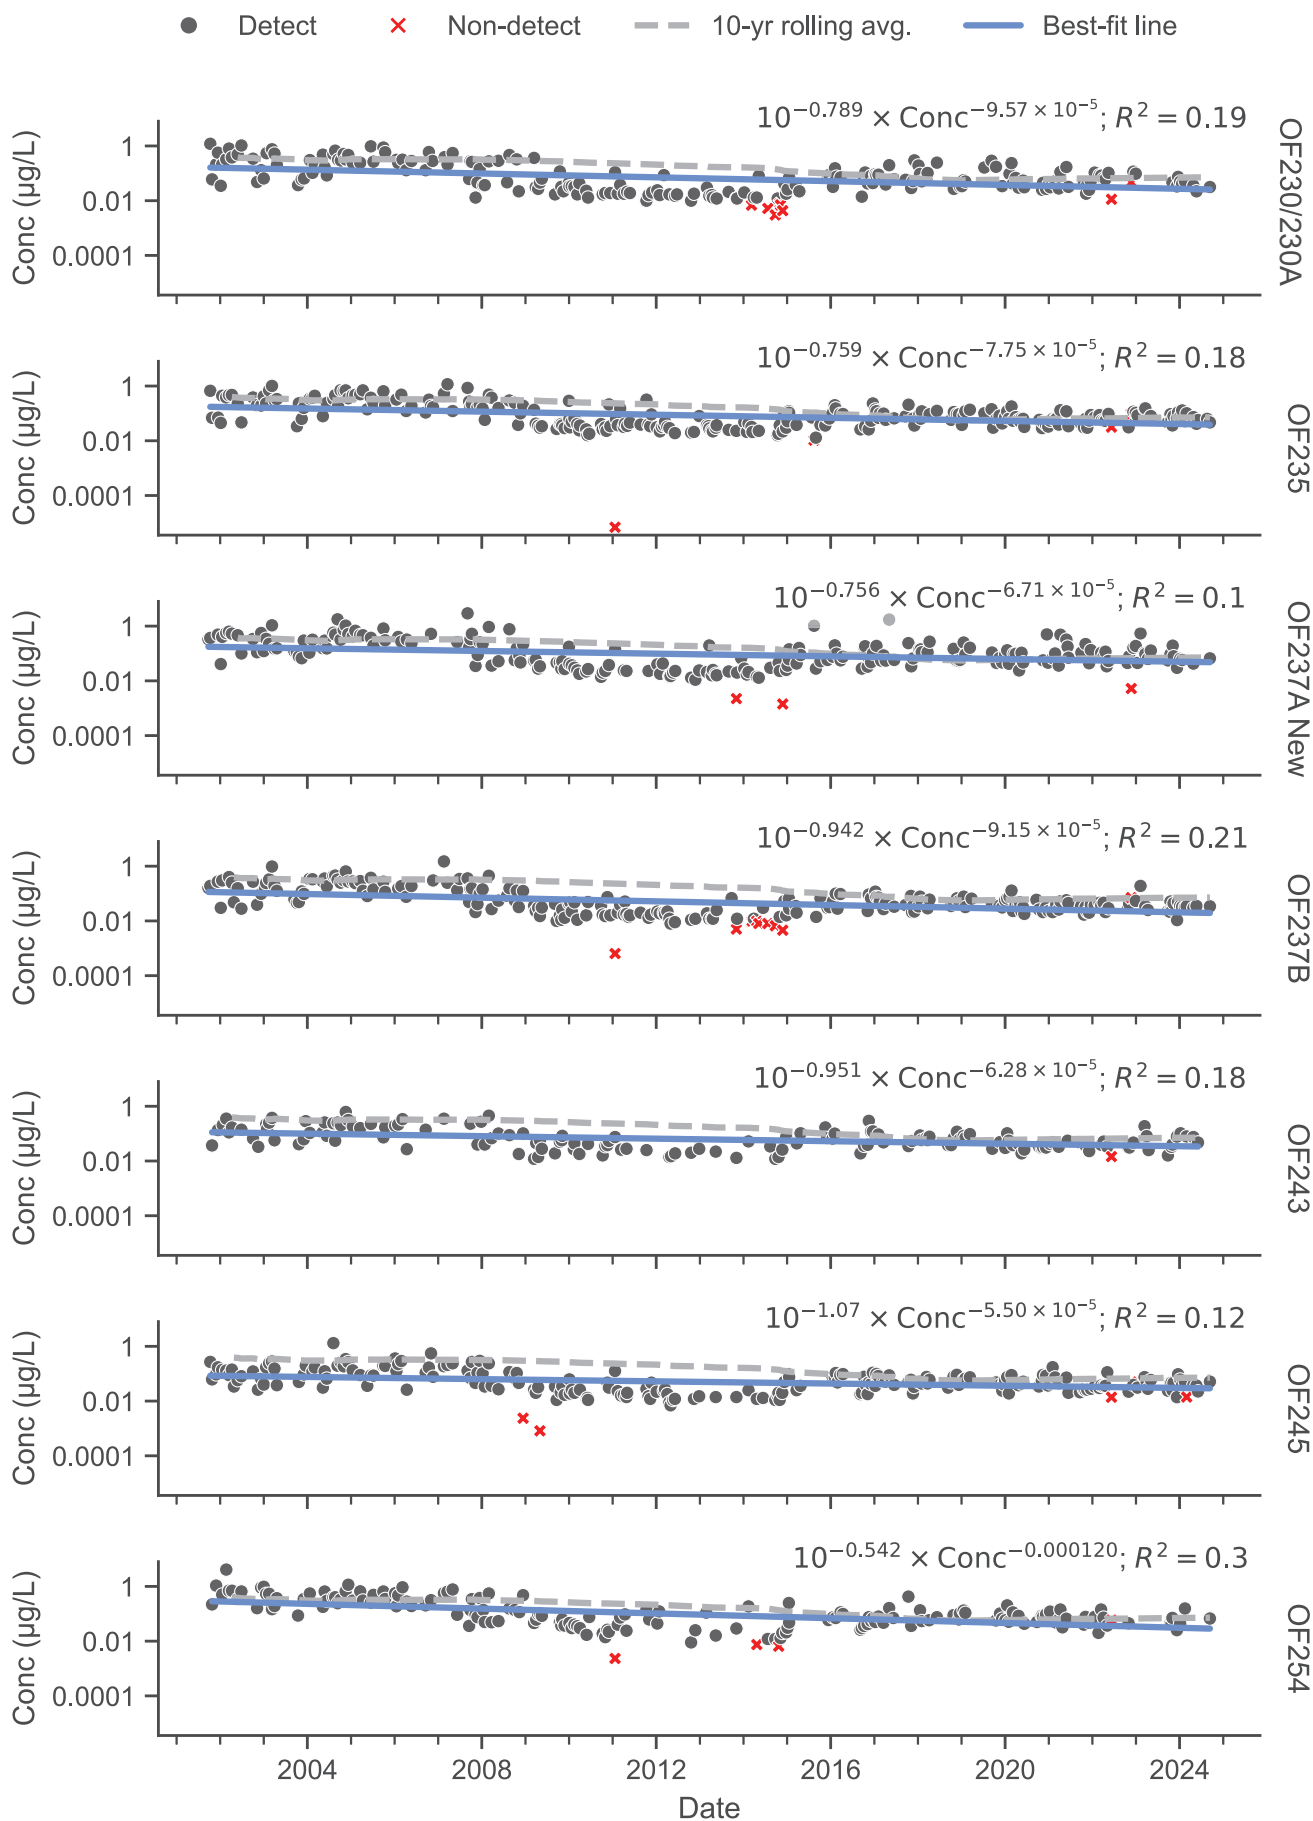 Detect Non-detect 10-yr rolling avg. Best-fit line
10^−0.789 × Conc^−9.57 × 10^−5; R² = 0.19
Conc (µg/L)
1
0.01
0.0001
OF230/230A
10^−0.759 × Conc^−7.75 × 10^−5; R² = 0.18
Conc (µg/L)
1
0.01
0.0001
OF235
10^−0.756 × Conc^−6.71 × 10^−5; R² = 0.1
Conc (µg/L)
1
0.01
0.0001
OF237A New
10^−0.942 × Conc^−9.15 × 10^−5; R² = 0.21
Conc (µg/L)
1
0.01
0.0001
OF237B
10^−0.951 × Conc^−6.28 × 10^−5; R² = 0.18
Conc (µg/L)
1
0.01
0.0001
OF243
10^−1.07 × Conc^−5.50 × 10^−5; R² = 0.12
Conc (µg/L)
1
0.01
0.0001
OF245
10^−0.542 × Conc^−0.000120; R² = 0.3
Conc (µg/L)
1
0.01
0.0001
OF254
2004 2008 2012 2016 2020 2024
Date